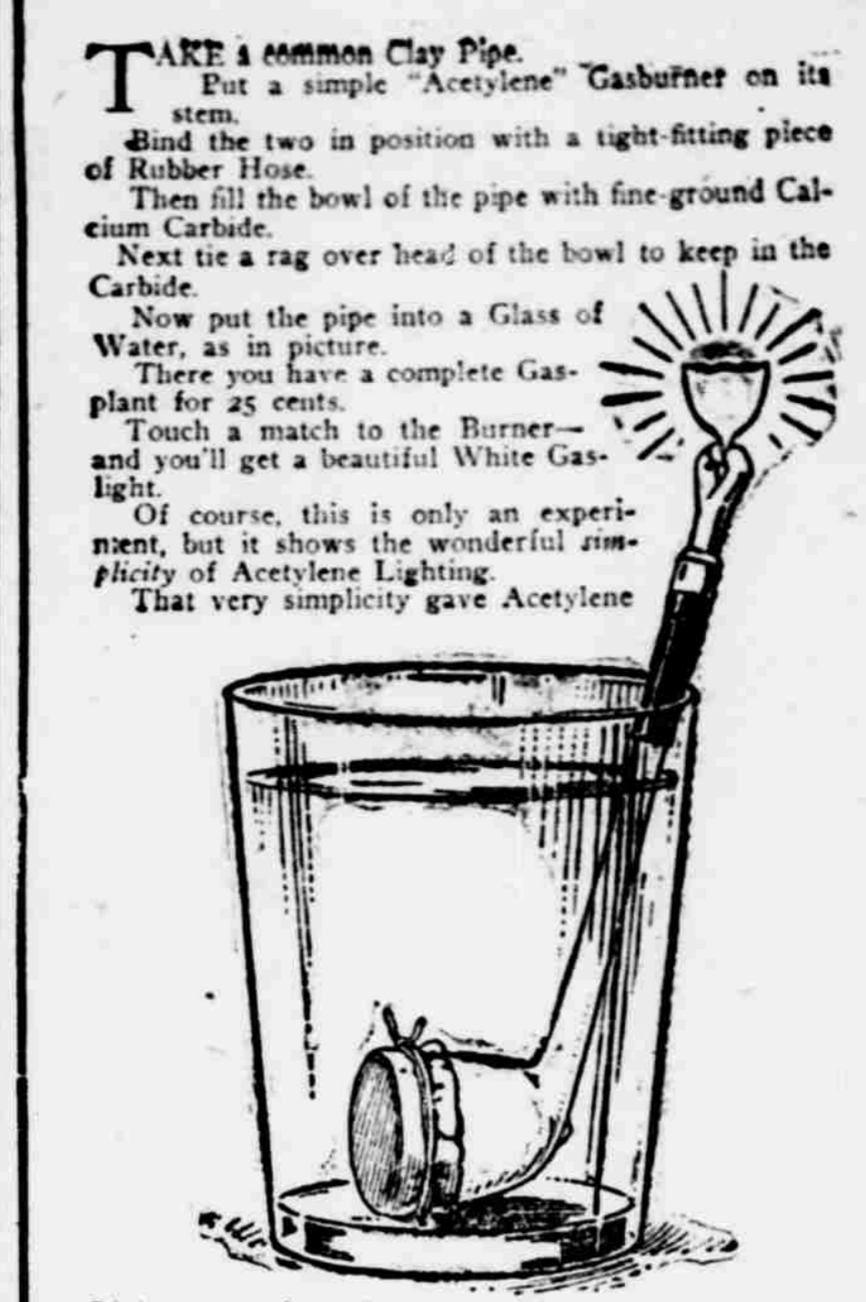 TAKE a common Clay Pipe.
Put a simple "Acetylene" Gasburner on its
stem.
Bind the two in position with a tight-fitting piece
of Rubber Hose.
Then fill the bowl of the pipe with fine-ground Cal-
cium Carbide.
Next tie a rag over head of the bowl to keep in the
Carbide.
Now put the pipe into a Glass of
Water, as in picture.
There you have a complete Gas-
plant for 25 cents.
Touch a match to the Burner—
and you'll get a beautiful White Gas-
light.
Of course, this is only an experi-
ment, but it shows the wonderful sim-
plicity of Acetylene Lighting.
That very simplicity gave Acetylene